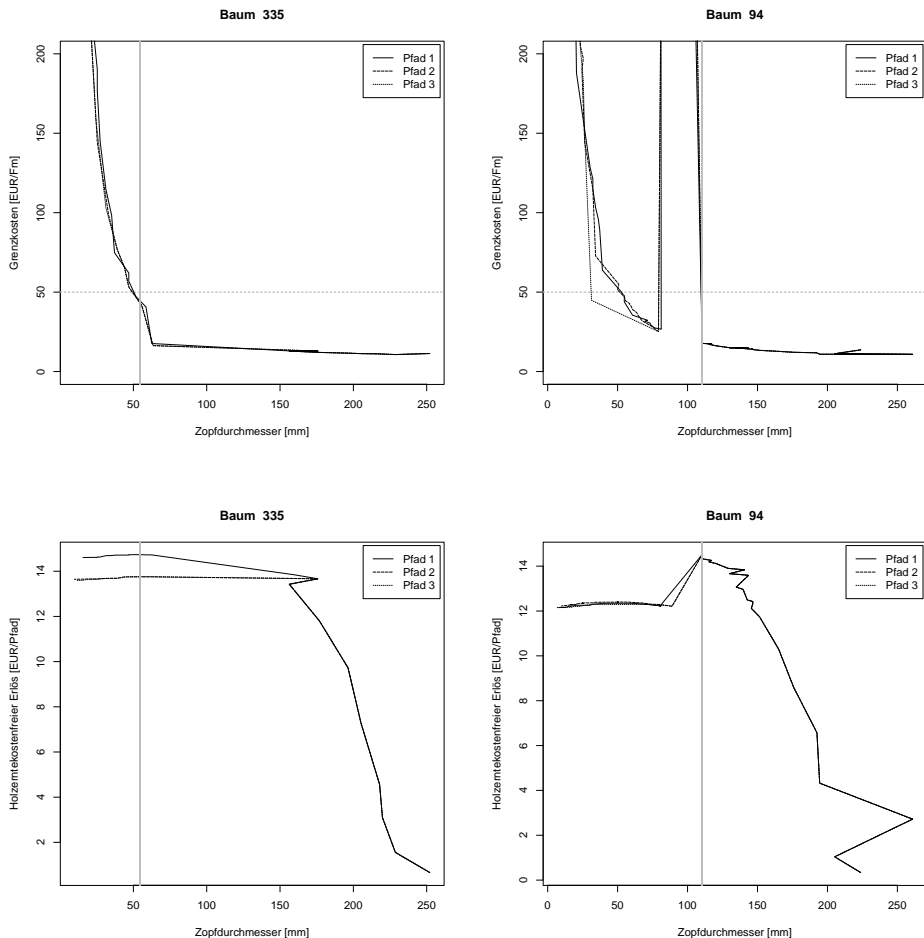 Baum 335
Pfad 1
Pfad 2
Pfad 3
Grenzkosten [EUR/Fm]
0 50 100 150 200
50 100 150 200 250
Zopfdurchmesser [mm]
Baum 94
Pfad 1
Pfad 2
Pfad 3
Grenzkosten [EUR/Fm]
0 50 100 150 200
0 50 100 150 200 250
Zopfdurchmesser [mm]
Baum 335
Pfad 1
Pfad 2
Pfad 3
Holzerntekostenfreier Erlös [EUR/Pfad]
2 4 6 8 10 12 14
50 100 150 200 250
Zopfdurchmesser [mm]
Baum 94
Pfad 1
Pfad 2
Pfad 3
Holzerntekostenfreier Erlös [EUR/Pfad]
0 2 4 6 8 10 12 14
0 50 100 150 200 250
Zopfdurchmesser [mm]